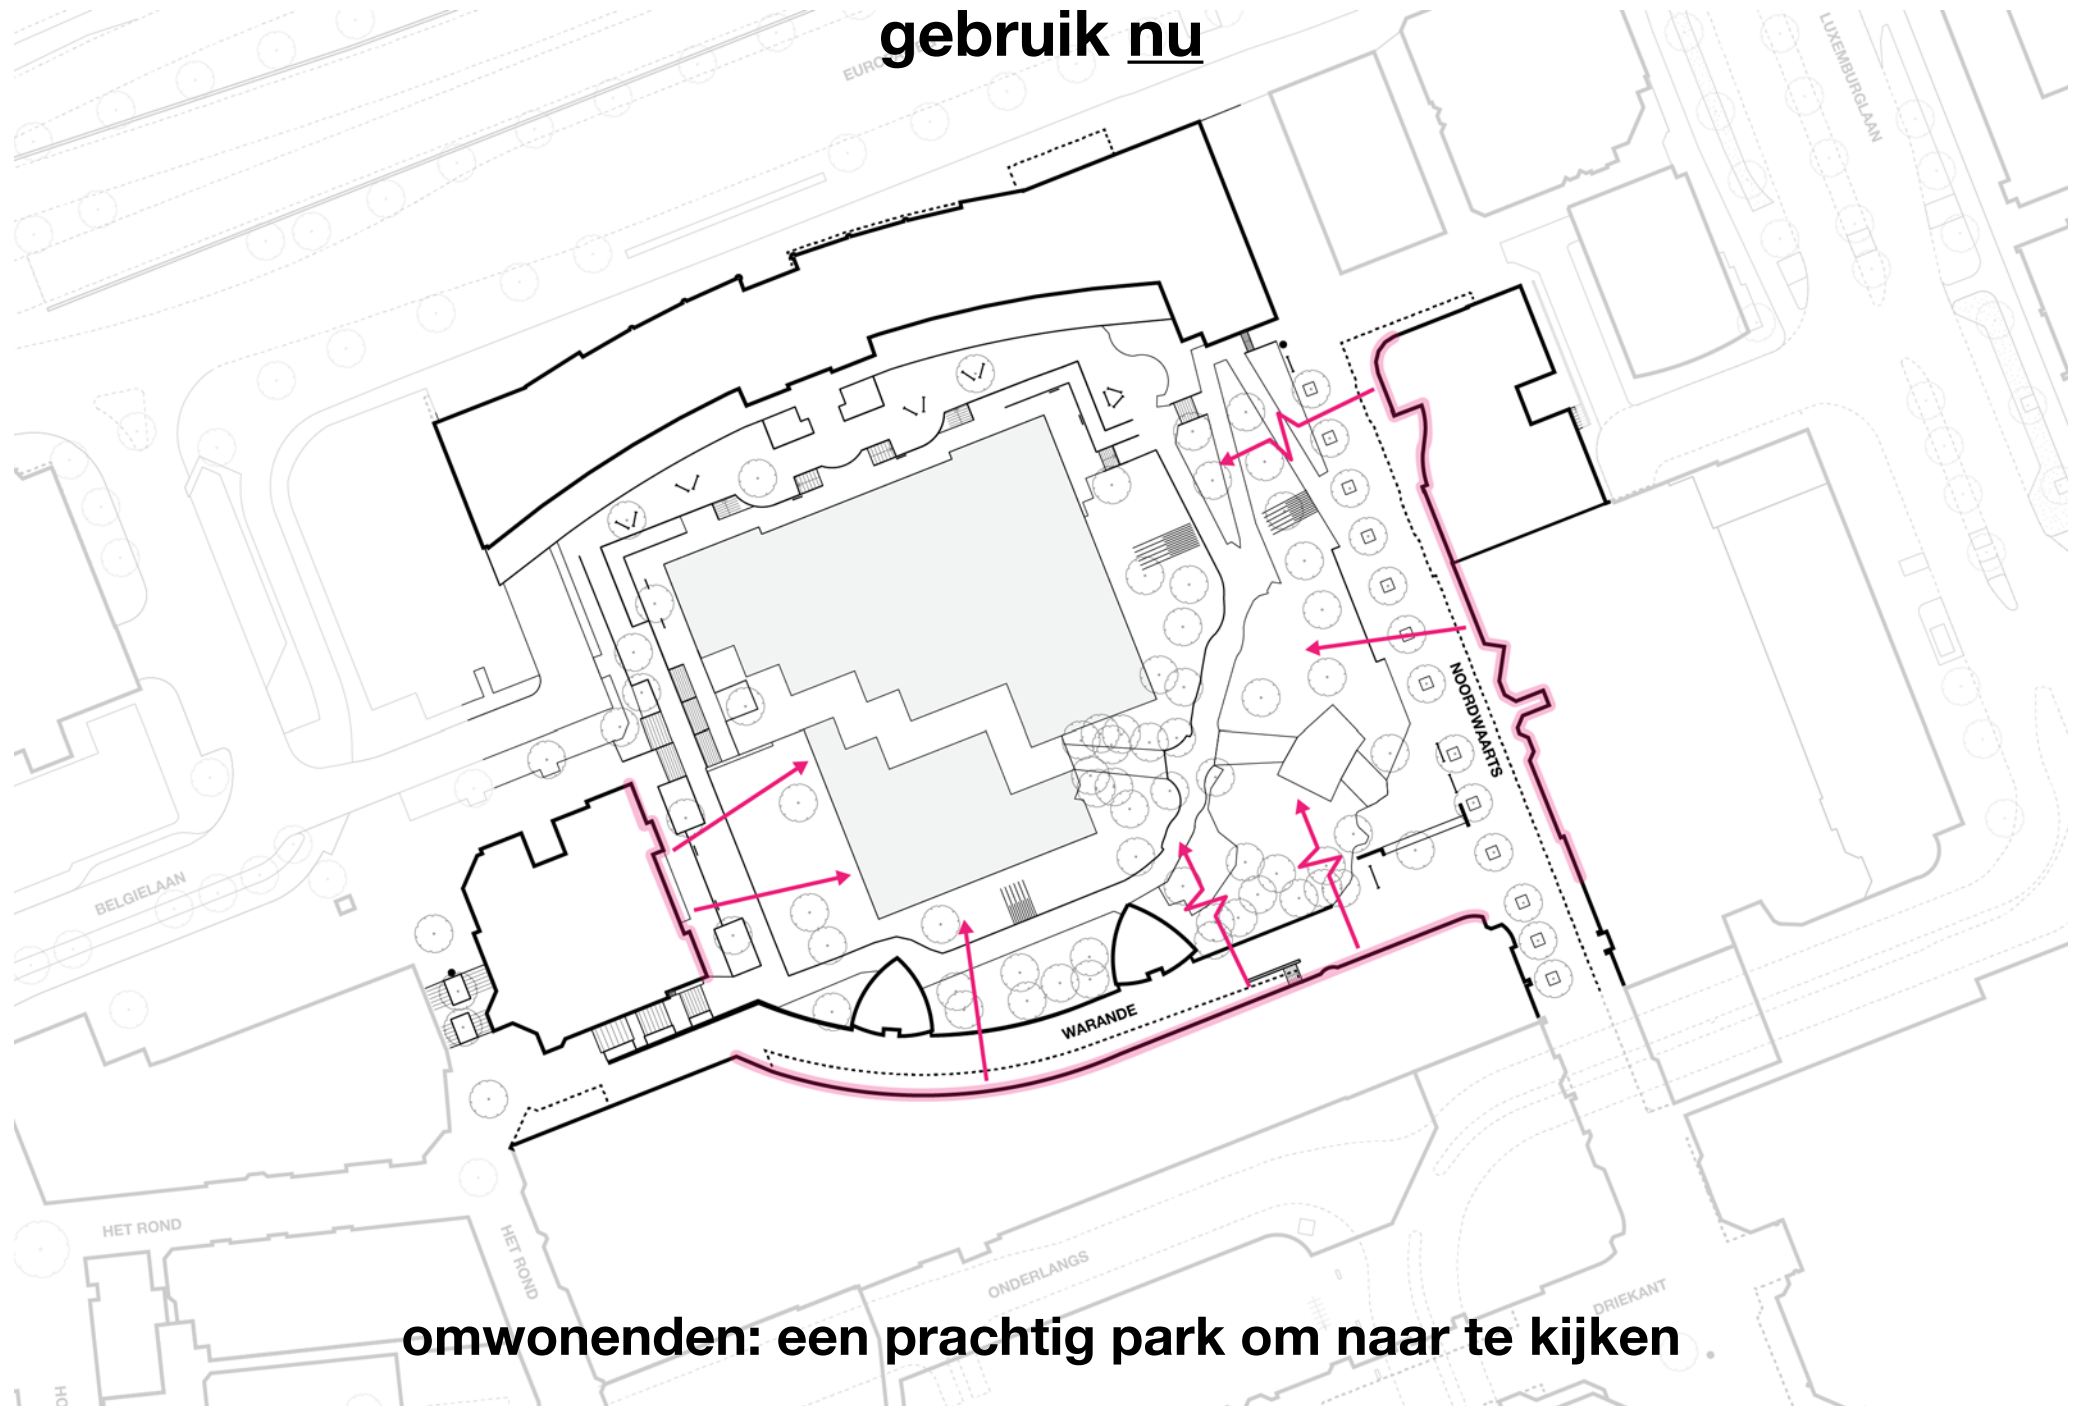 gebruik nu
LUXEMBURGLAAN
NOORDWAARTS
BELGIELAAN
WARANDE
HET ROND
HET ROND
ONDERLANGS
DRIEKANT
omwonenden: een prachtig park om naar te kijken